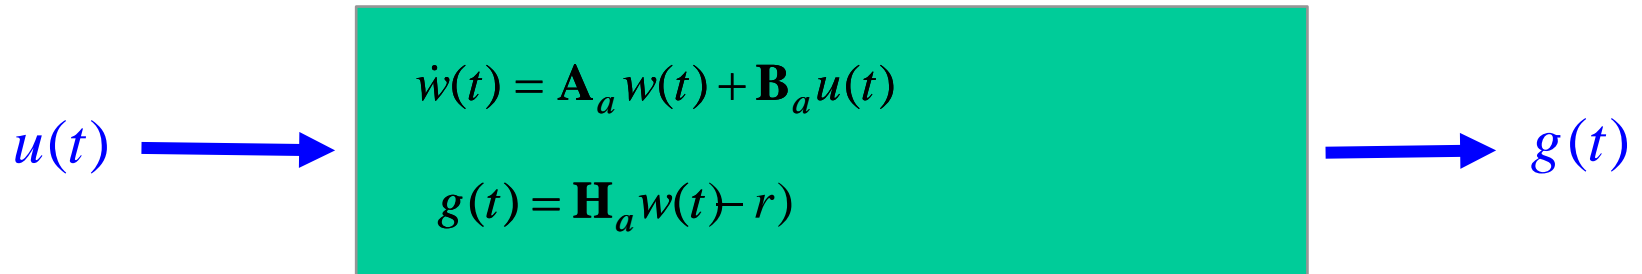 ẇ(t) = A_a w(t) + B_a u(t)
u(t)
g(t)
g(t) = H_a w(t) − r)